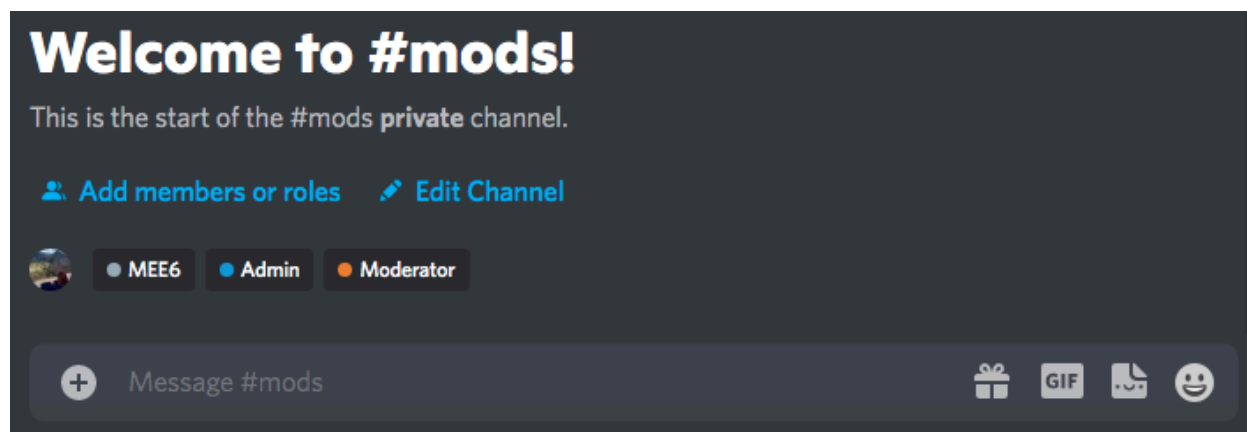 Welcome to #mods!
This is the start of the #mods private channel.
Add members or roles Edit Channel
MEE6 Admin Moderator
Message #mods GIF